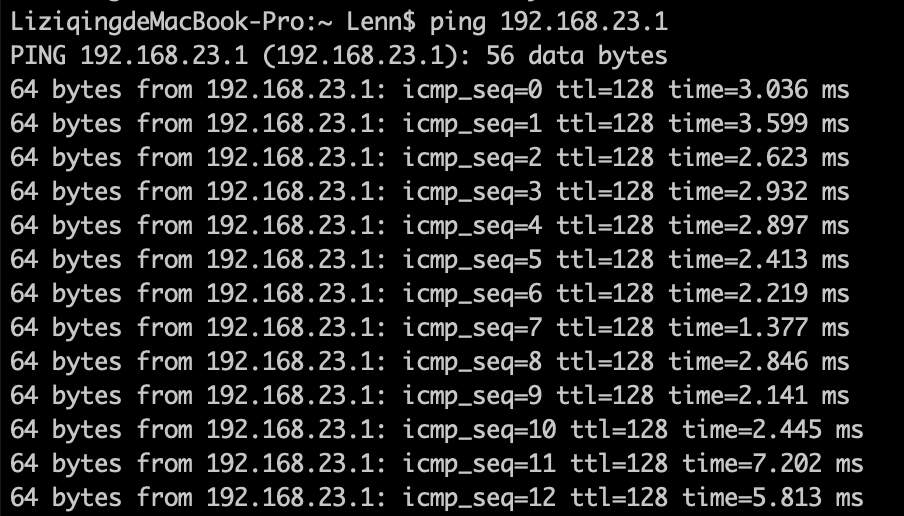 LiziqingdeMacBook-Pro:~ Lenn$ ping 192.168.23.1
PING 192.168.23.1 (192.168.23.1): 56 data bytes
64 bytes from 192.168.23.1: icmp_seq=0 ttl=128 time=3.036 ms
64 bytes from 192.168.23.1: icmp_seq=1 ttl=128 time=3.599 ms
64 bytes from 192.168.23.1: icmp_seq=2 ttl=128 time=2.623 ms
64 bytes from 192.168.23.1: icmp_seq=3 ttl=128 time=2.932 ms
64 bytes from 192.168.23.1: icmp_seq=4 ttl=128 time=2.897 ms
64 bytes from 192.168.23.1: icmp_seq=5 ttl=128 time=2.413 ms
64 bytes from 192.168.23.1: icmp_seq=6 ttl=128 time=2.219 ms
64 bytes from 192.168.23.1: icmp_seq=7 ttl=128 time=1.377 ms
64 bytes from 192.168.23.1: icmp_seq=8 ttl=128 time=2.846 ms
64 bytes from 192.168.23.1: icmp_seq=9 ttl=128 time=2.141 ms
64 bytes from 192.168.23.1: icmp_seq=10 ttl=128 time=2.445 ms
64 bytes from 192.168.23.1: icmp_seq=11 ttl=128 time=7.202 ms
64 bytes from 192.168.23.1: icmp_seq=12 ttl=128 time=5.813 ms